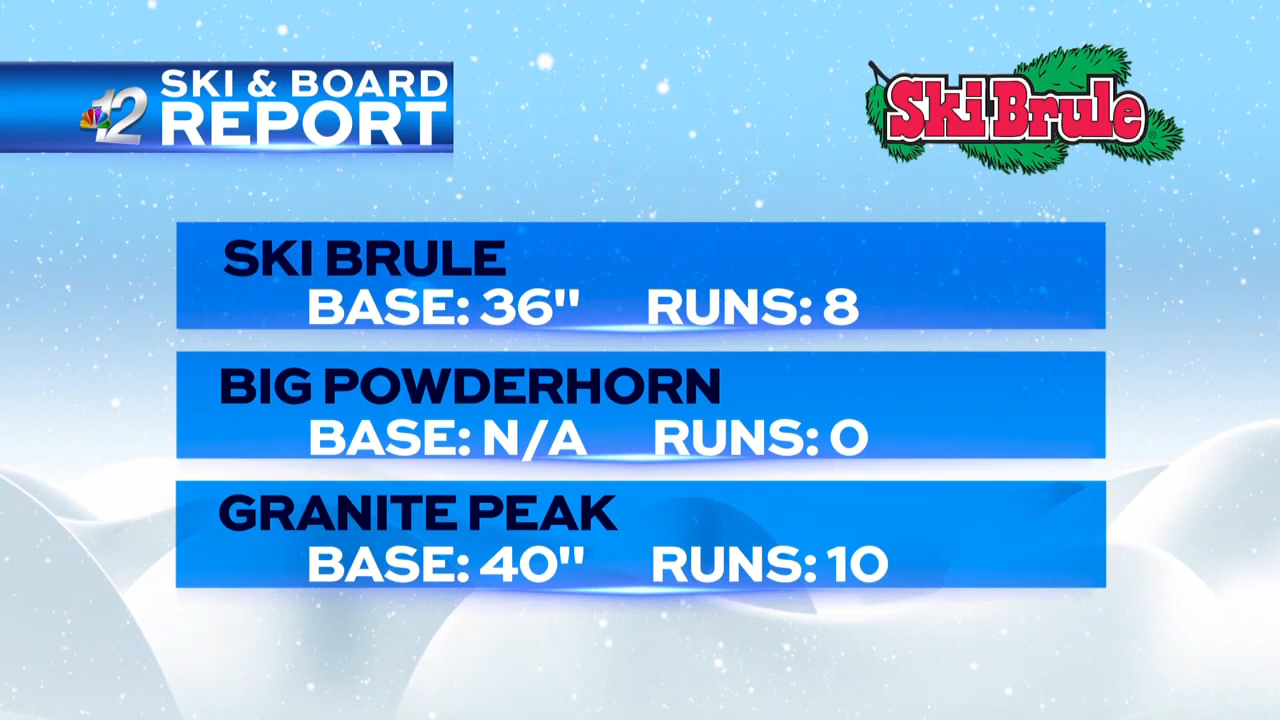 12
SKI & BOARD
REPORT
Ski Brule
SKI BRULE
BASE: 36" RUNS: 8
BIG POWDERHORN
BASE: N/A RUNS: 0
GRANITE PEAK
BASE: 40" RUNS: 10